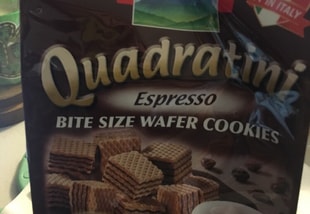 IN ITALY
Quadratini
Espresso
BITE SIZE WAFER COOKIES